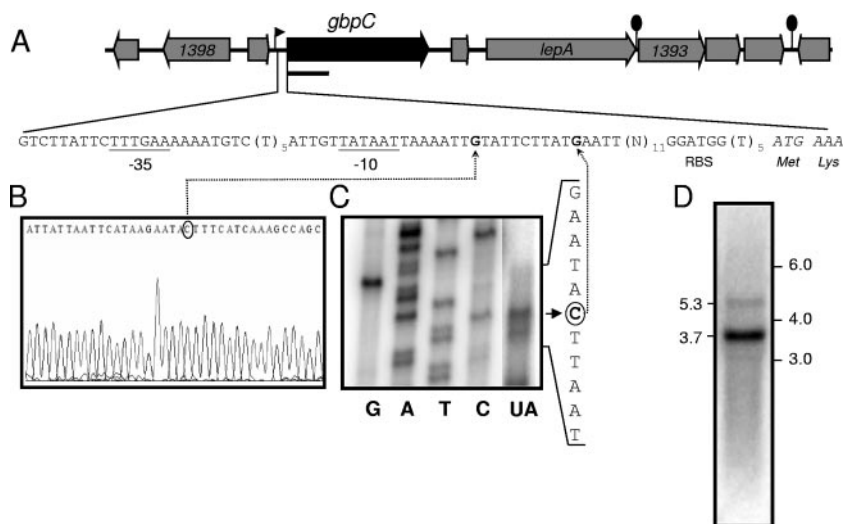 gbpC
A
1398
lepA
1393
GTCTTATTCTTTGAAAAAATGTC(T)5ATTGTTATAATTAAAATTGTATTCTTATGAATT(N)11GGATGG(T)5 ATG AAA
-35
-10
RBS
Met
Lys
B
C
D
ATTATTAATTCATAAGAATACTTTCATCAAAGCCAGC
G
A
A
T
A
C
T
T
A
A
T
G
A
T
C
UA
5.3
3.7
6.0
4.0
3.0